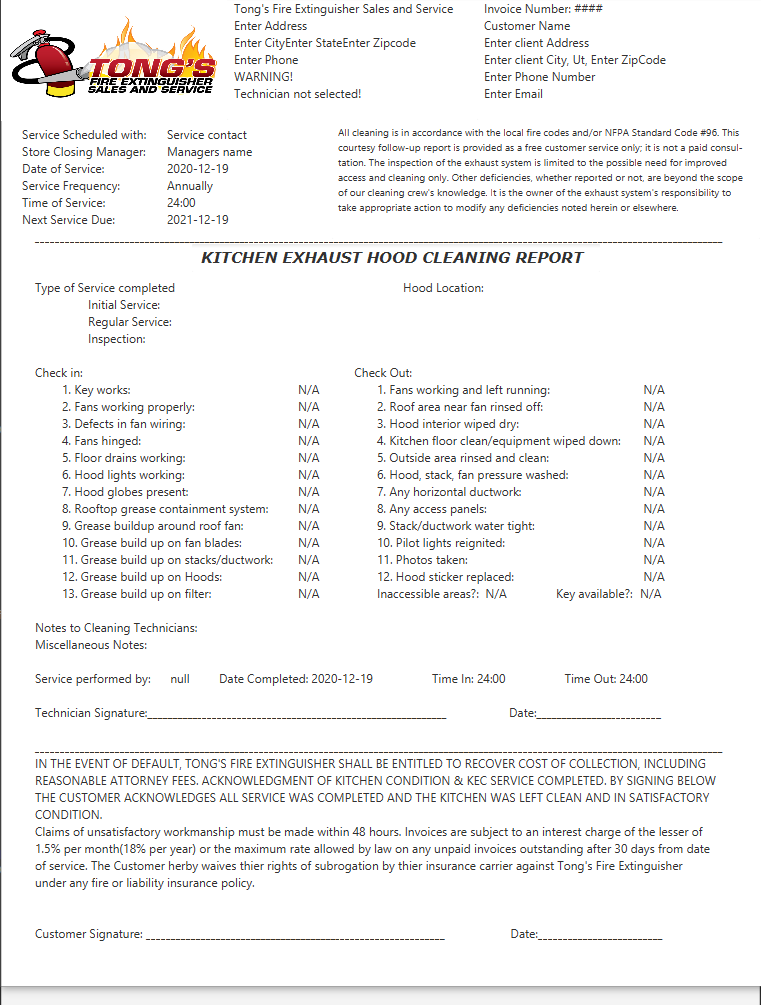 TONG'S
FIRE EXTINGUISHER
SALES AND SERVICE
Tong's Fire Extinguisher Sales and Service
Enter Address
Enter CityEnter StateEnter Zipcode
Enter Phone
WARNING!
Technician not selected!
Invoice Number: ####
Customer Name
Enter client Address
Enter client City, Ut, Enter ZipCode
Enter Phone Number
Enter Email
Service Scheduled with: Service contact
Store Closing Manager: Managers name
Date of Service: 2020-12-19
Service Frequency: Annually
Time of Service: 24:00
Next Service Due: 2021-12-19
All cleaning is in accordance with the local fire codes and/or NFPA Standard Code #96. This
courtesy follow-up report is provided as a free customer service only; it is not a paid consul-
tation. The inspection of the exhaust system is limited to the possible need for improved
access and cleaning only. Other deficiencies, whether reported or not, are beyond the scope
of our cleaning crew's knowledge. It is the owner of the exhaust system's responsibility to
take appropriate action to modify any deficiencies noted herein or elsewhere.
KITCHEN EXHAUST HOOD CLEANING REPORT
Type of Service completed
Initial Service:
Regular Service:
Inspection:
Hood Location:
Check in:
1. Key works: N/A
2. Fans working properly: N/A
3. Defects in fan wiring: N/A
4. Fans hinged: N/A
5. Floor drains working: N/A
6. Hood lights working: N/A
7. Hood globes present: N/A
8. Rooftop grease containment system: N/A
9. Grease buildup around roof fan: N/A
10. Grease build up on fan blades: N/A
11. Grease build up on stacks/ductwork: N/A
12. Grease build up on Hoods: N/A
13. Grease build up on filter: N/A
Check Out:
1. Fans working and left running: N/A
2. Roof area near fan rinsed off: N/A
3. Hood interior wiped dry: N/A
4. Kitchen floor clean/equipment wiped down: N/A
5. Outside area rinsed and clean: N/A
6. Hood, stack, fan pressure washed: N/A
7. Any horizontal ductwork: N/A
8. Any access panels: N/A
9. Stack/ductwork water tight: N/A
10. Pilot lights reignited: N/A
11. Photos taken: N/A
12. Hood sticker replaced: N/A
Inaccessible areas?: N/A Key available?: N/A
Notes to Cleaning Technicians:
Miscellaneous Notes:
Service performed by: null Date Completed: 2020-12-19 Time In: 24:00 Time Out: 24:00
Technician Signature: Date:
IN THE EVENT OF DEFAULT, TONG'S FIRE EXTINGUISHER SHALL BE ENTITLED TO RECOVER COST OF COLLECTION, INCLUDING
REASONABLE ATTORNEY FEES. ACKNOWLEDGMENT OF KITCHEN CONDITION & KEC SERVICE COMPLETED. BY SIGNING BELOW
THE CUSTOMER ACKNOWLEDGES ALL SERVICE WAS COMPLETED AND THE KITCHEN WAS LEFT CLEAN AND IN SATISFACTORY
CONDITION.
Claims of unsatisfactory workmanship must be made within 48 hours. Invoices are subject to an interest charge of the lesser of
1.5% per month(18% per year) or the maximum rate allowed by law on any unpaid invoices outstanding after 30 days from date
of service. The Customer herby waives thier rights of subrogation by thier insurance carrier against Tong's Fire Extinguisher
under any fire or liability insurance policy.
Customer Signature: Date: